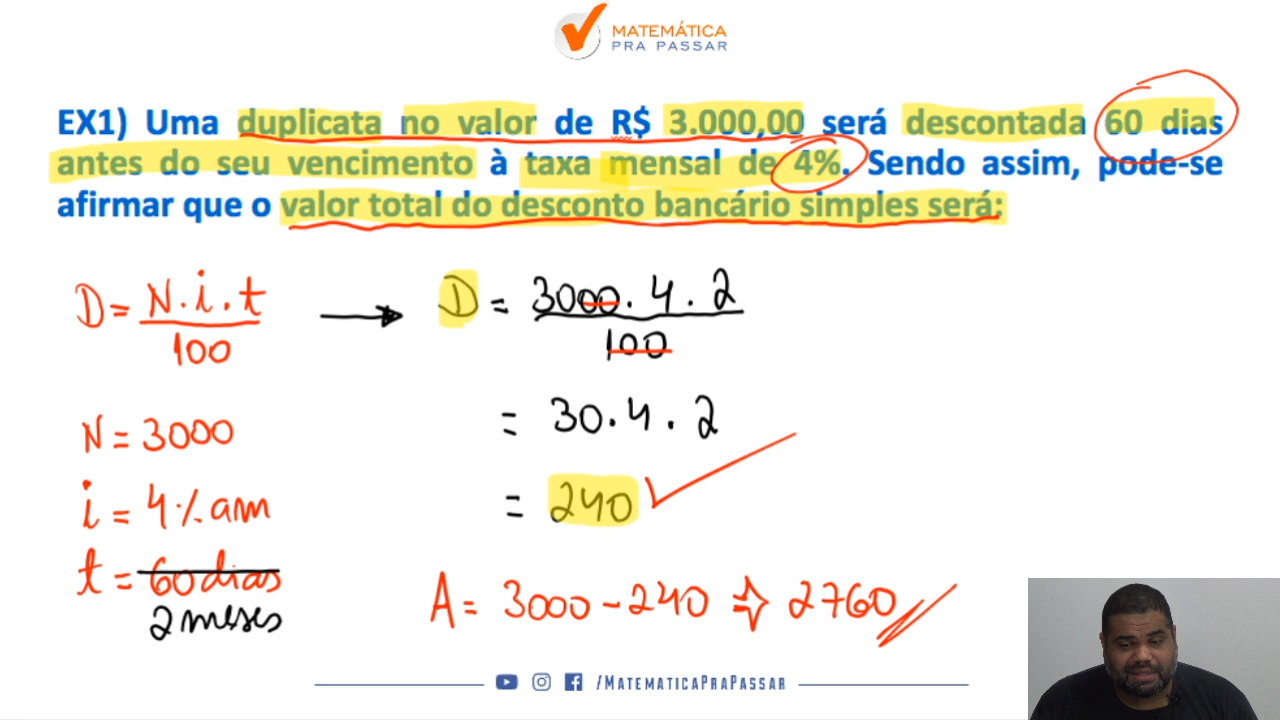 MATEMÁTICA
PRA PASSAR
EX1) Uma duplicata no valor de R$ 3.000,00 será descontada 60 dias
antes do seu vencimento à taxa mensal de 4%. Sendo assim, pode-se
afirmar que o valor total do desconto bancário simples será:
D = N.i.t
100
D = 3000.4.2
100
= 30.4.2
= 240
N = 3000
i = 4% am
t = 60 dias
2 meses
A = 3000 - 240 ⇒ 2760
/MATEMATICAPRAPASSAR